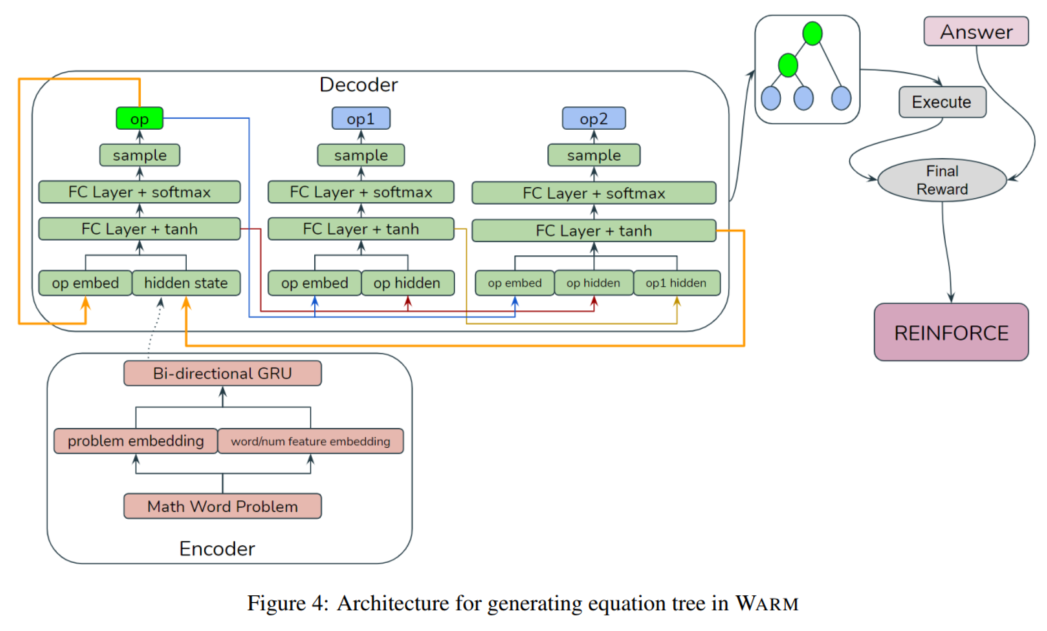 Decoder
Answer
op
op1
op2
Execute
sample
sample
sample
FC Layer + softmax
FC Layer + softmax
FC Layer + softmax
Final
Reward
FC Layer + tanh
FC Layer + tanh
FC Layer + tanh
op embed
hidden state
op embed
op hidden
op embed
op hidden
op1 hidden
REINFORCE
Bi-directional GRU
problem embedding
word/num feature embedding
Math Word Problem
Encoder
Figure 4: Architecture for generating equation tree in WARM